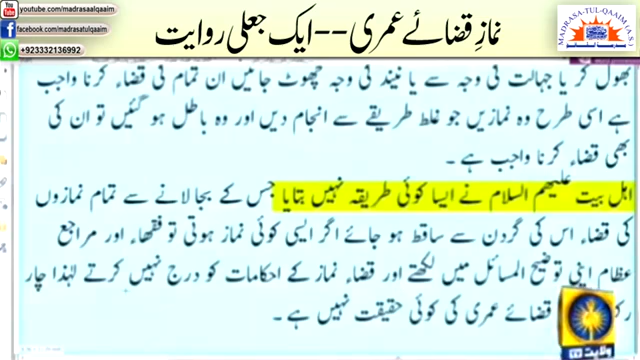 youtube.com/madrasaalqaaim
facebook.com/madrasatulqaaim
+923332136992
نمازِ قضائے عمری--ایک جعلی روایت
MADRASA-TUL-QAAIM(A.S)
بھول کر یا جہالت کی وجہ سے یا نیند کی وجہ چھوٹ جائیں ان تمام کی قضاء کرنا واجب
ہے اسی طرح وہ نمازیں جو غلط طریقے سے انجام دیں اور وہ باطل ہو گئیں تو ان کی
بھی قضاء کرنا واجب ہے ۔
اہل بیت علیھم السلام نے ایسا کوئی طریقہ نہیں بتایا جس کے بجا لانے سے تمام نمازوں
کی قضاء اس کی گردن سے ساقط ہو جائے اگر ایسی کوئی نماز ہوتی تو فقھاء اور مراجع
عظام اپنی توضیح المسائل میں لکھتے اور قضاء نماز کے احکامات کو درج نہیں کرتے لہٰذا چار
قضائے عمری کی کوئی حقیقت نہیں ہے ۔